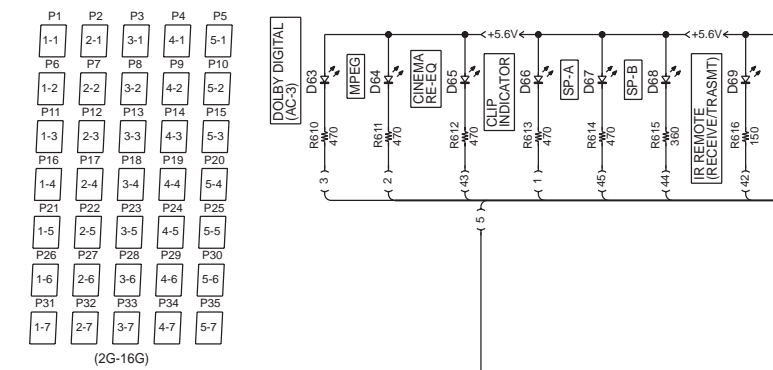 P1 P2 P3 P4 P5
1-1 2-1 3-1 4-1 5-1
P6 P7 P8 P9 P10
1-2 2-2 3-2 4-2 5-2
P11 P12 P13 P14 P15
1-3 2-3 3-3 4-3 5-3
P16 P17 P18 P19 P20
1-4 2-4 3-4 4-4 5-4
P21 P22 P23 P24 P25
1-5 2-5 3-5 4-5 5-5
P26 P27 P28 P29 P30
1-6 2-6 3-6 4-6 5-6
P31 P32 P33 P34 P35
1-7 2-7 3-7 4-7 5-7
(2G-16G)
+5.6V +5.6V
DOLBY DIGITAL
(AC-3)
D63
MPEG
D64
CINEMA
RE-EQ
D65
CLIP
INDICATOR
D66
SP-A
D67
SP-B
D68
IR REMOTE
(RECEIVE/TRASMT)
D69
R610
470
R611
470
R612
470
R613
470
R614
470
R615
360
R616
150
3 2 43 1 45 44 42
5